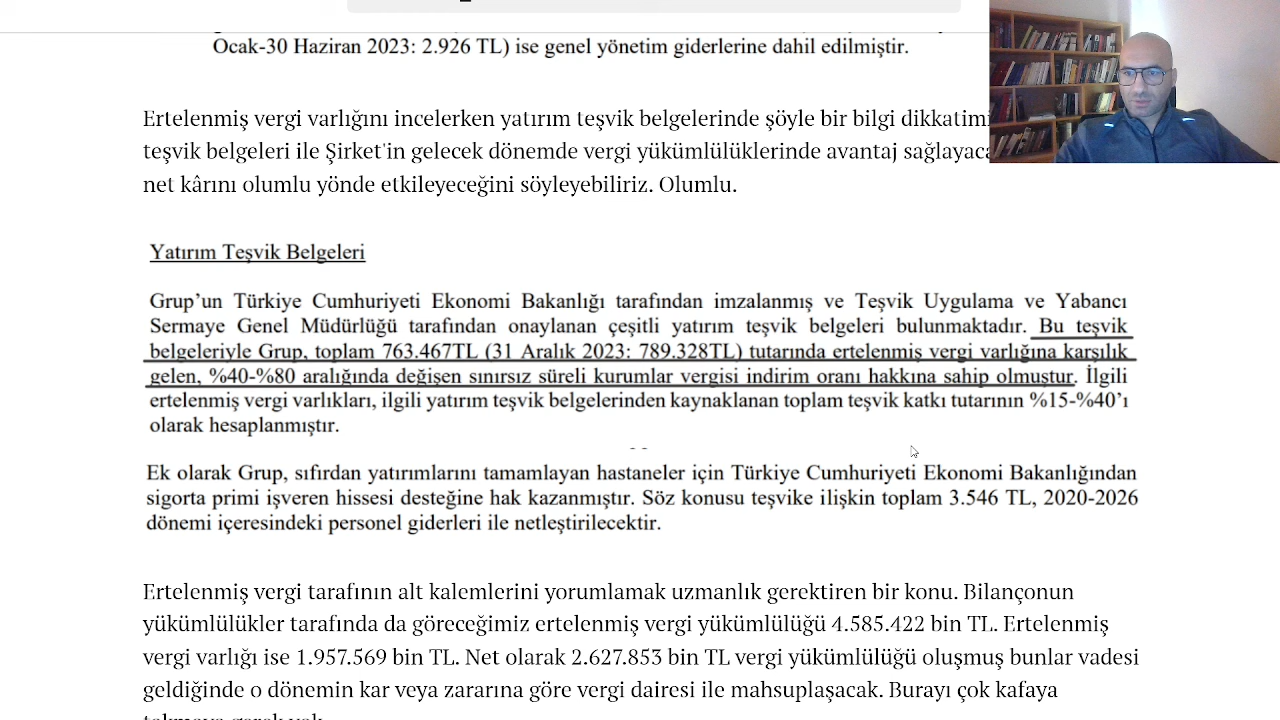 Ocak-30 Haziran 2023: 2.926 TL) ise genel yönetim giderlerine dahil edilmiştir.
Ertelenmiş vergi varlığını incelerken yatırım teşvik belgelerinde şöyle bir bilgi
teşvik belgeleri ile Şirket'in gelecek dönemde vergi yükümlülüklerinde avantaj
net kârını olumlu yönde etkileyeceğini söyleyebiliriz. Olumlu.
Yatırım Teşvik Belgeleri
Grup'un Türkiye Cumhuriyeti Ekonomi Bakanlığı tarafından imzalanmış ve Teşvik Uygulama ve Yabancı
Sermaye Genel Müdürlüğü tarafından onaylanan çeşitli yatırım teşvik belgeleri bulunmaktadır. Bu teşvik
belgeleriyle Grup, toplam 763.467TL (31 Aralık 2023: 789.328TL) tutarında ertelenmiş vergi varlığına karşılık
gelen, %40-%80 aralığında değişen sınırsız süreli kurumlar vergisi indirim oranı hakkına sahip olmuştur. İlgili
ertelenmiş vergi varlıkları, ilgili yatırım teşvik belgelerinden kaynaklanan toplam teşvik katkı tutarının %15-%40'ı
olarak hesaplanmıştır.
Ek olarak Grup, sıfırdan yatırımlarını tamamlayan hastaneler için Türkiye Cumhuriyeti Ekonomi Bakanlığından
sigorta primi işveren hissesi desteğine hak kazanmıştır. Söz konusu teşvike ilişkin toplam 3.546 TL, 2020-2026
dönemi içeresindeki personel giderleri ile netleştirilecektir.
Ertelenmiş vergi tarafının alt kalemlerini yorumlamak uzmanlık gerektiren bir konu. Bilançonun
yükümlülükler tarafında da göreceğimiz ertelenmiş vergi yükümlülüğü 4.585.422 bin TL. Ertelenmiş
vergi varlığı ise 1.957.569 bin TL. Net olarak 2.627.853 bin TL vergi yükümlülüğü oluşmuş bunlar vadesi
geldiğinde o dönemin kar veya zararına göre vergi dairesi ile mahsuplaşacak. Burayı çok kafaya